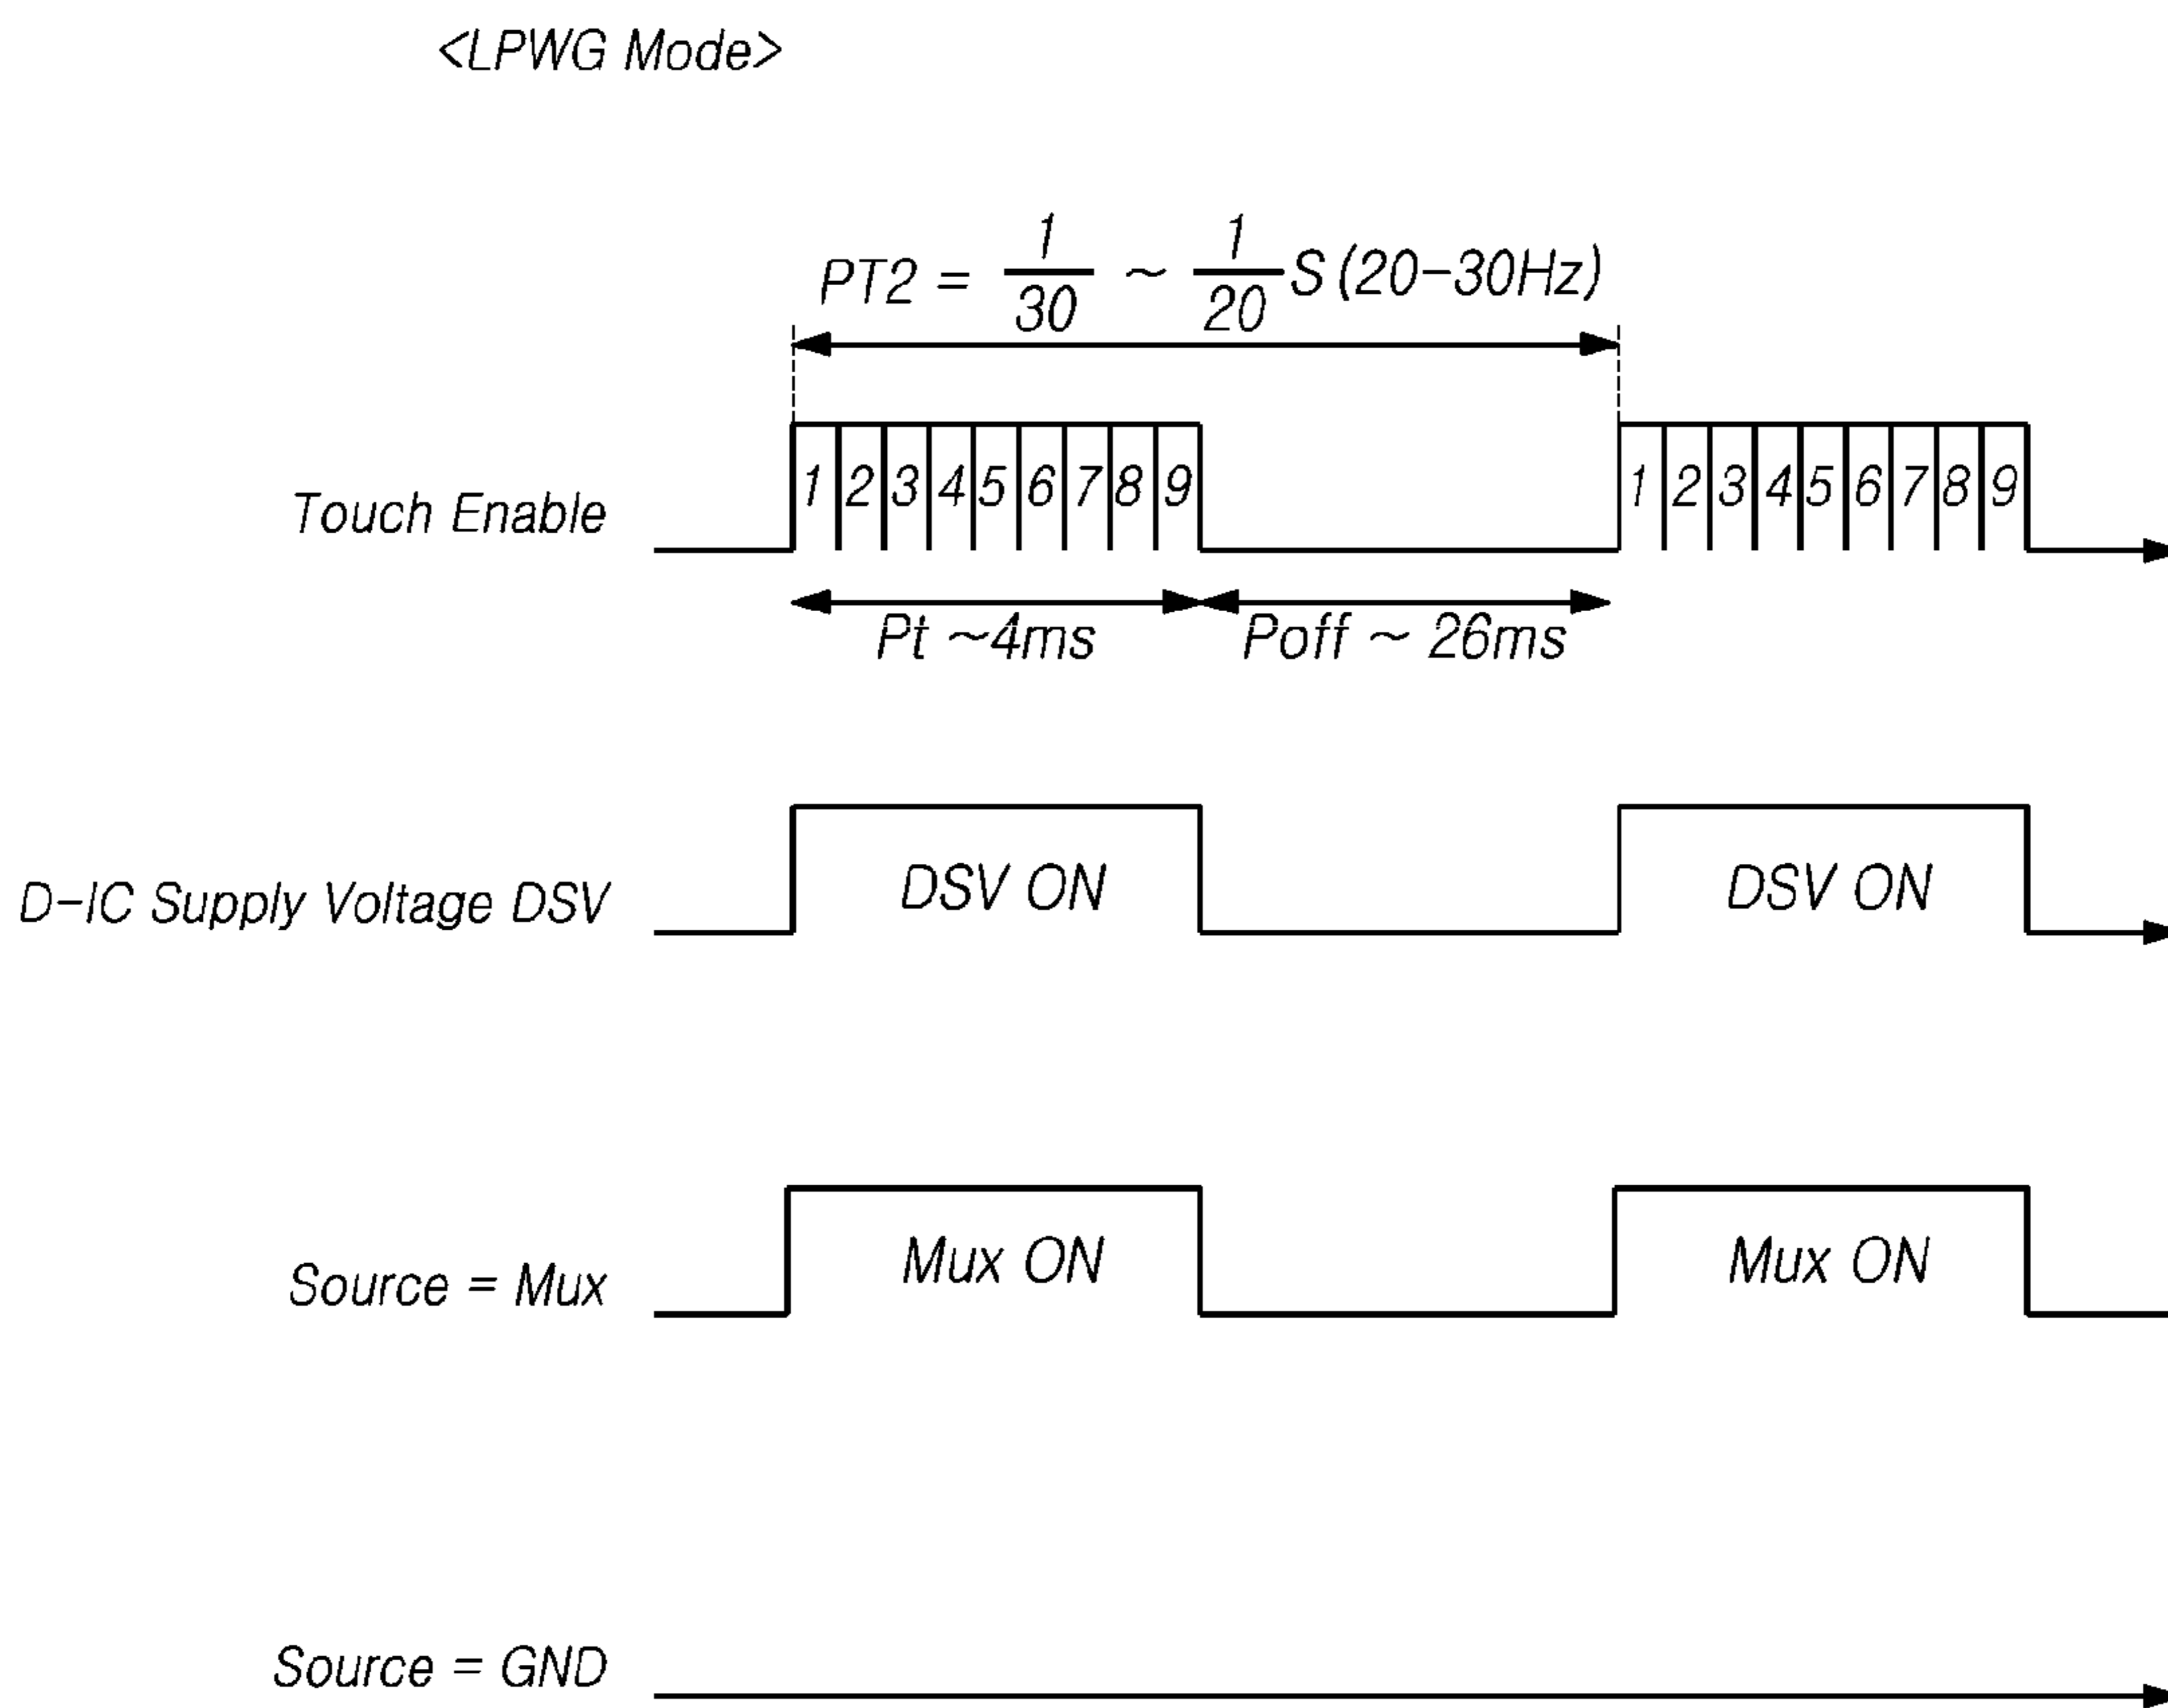 <LPWG Mode>
PT2 = 1/30 ~ 1/20 S (20-30Hz)
Touch Enable
1 2 3 4 5 6 7 8 9
1 2 3 4 5 6 7 8 9
Pt ~4ms
Poff ~ 26ms
D-IC Supply Voltage DSV
DSV ON
DSV ON
Source = Mux
Mux ON
Mux ON
Source = GND